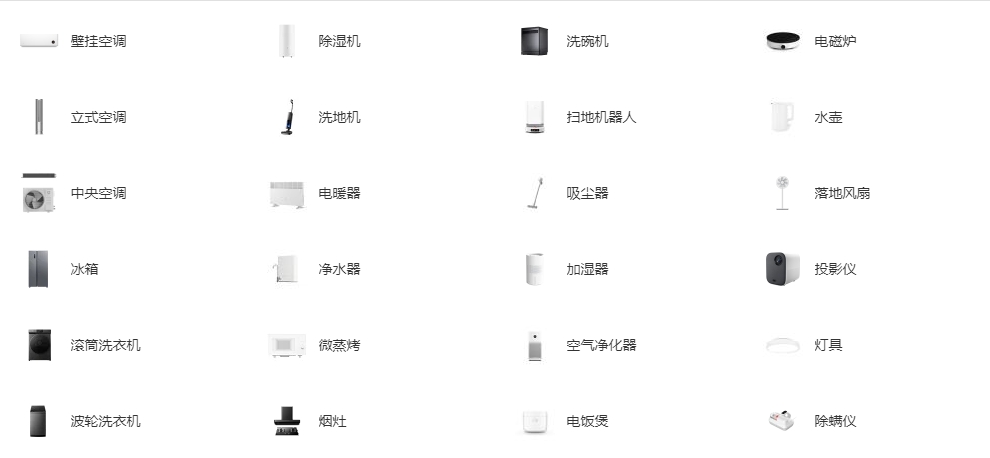 壁挂空调
除湿机
洗碗机
电磁炉
立式空调
洗地机
扫地机器人
水壶
中央空调
电暖器
吸尘器
落地风扇
冰箱
净水器
加湿器
投影仪
滚筒洗衣机
微蒸烤
空气净化器
灯具
波轮洗衣机
烟灶
电饭煲
除螨仪